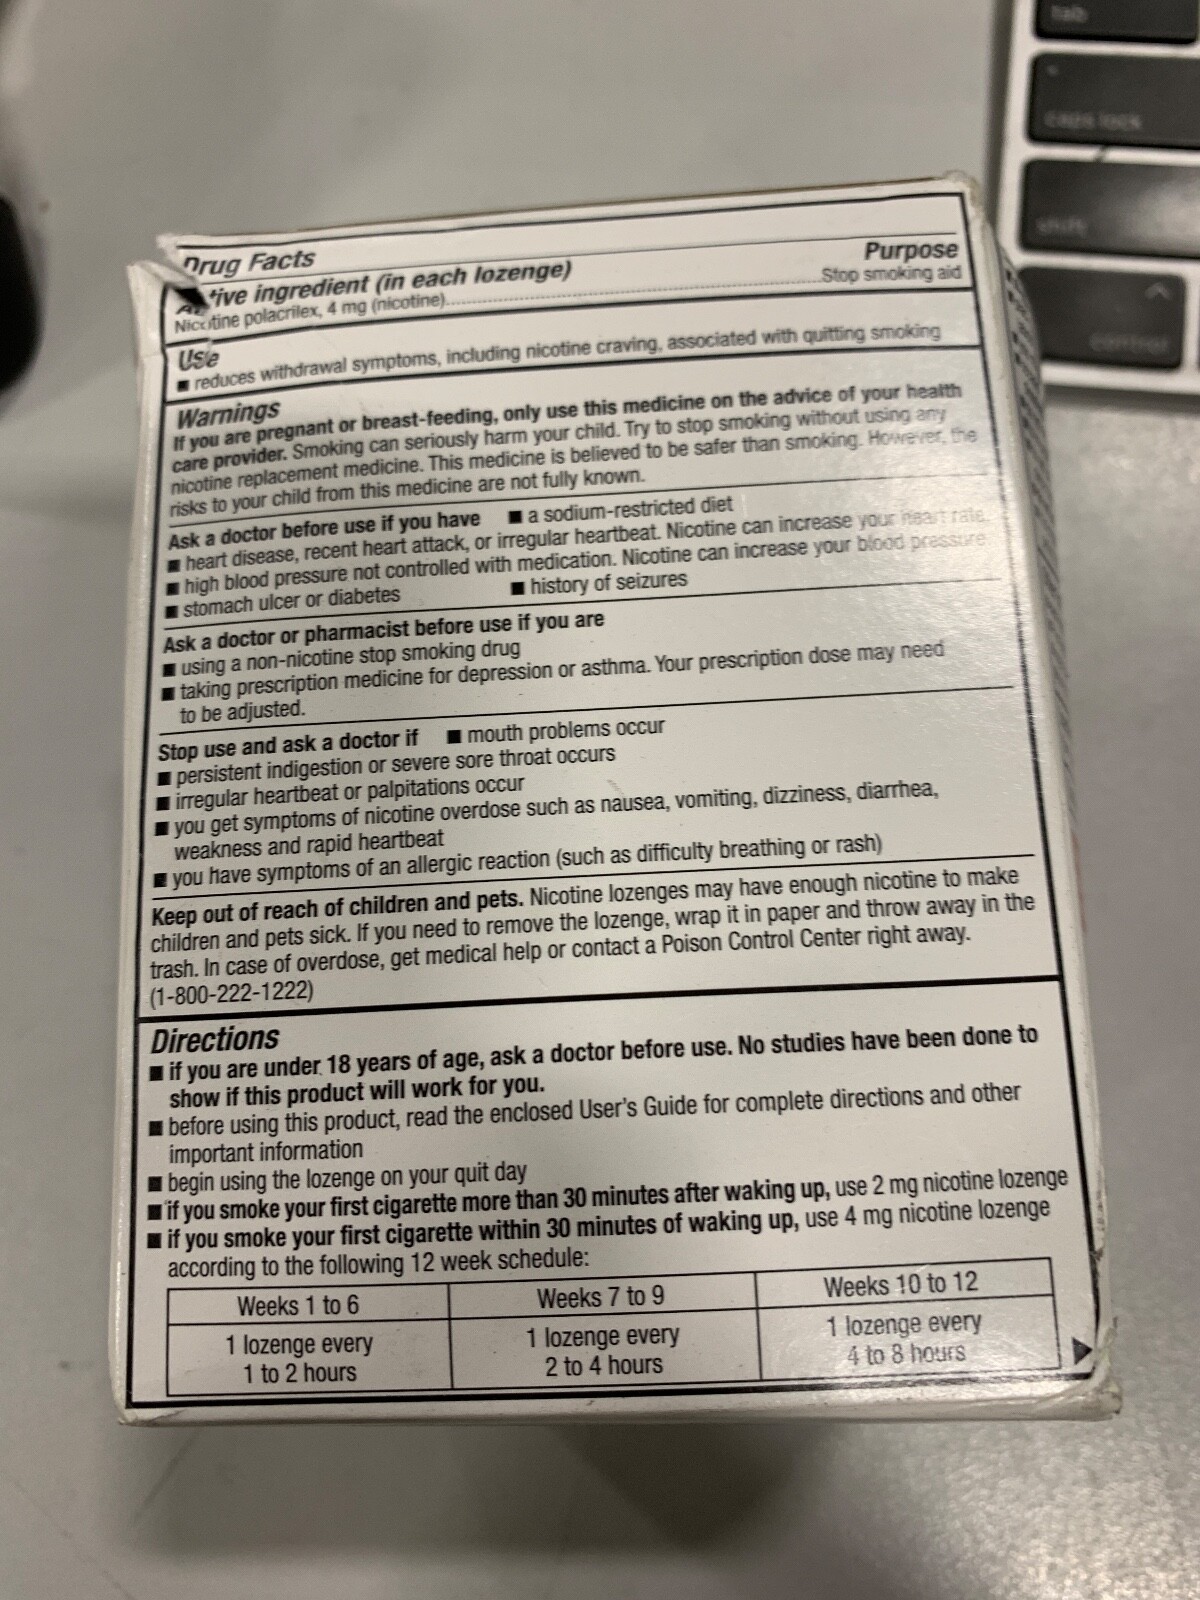 tab
caps lock
shift
control
Drug Facts
Active ingredient (in each lozenge) Purpose
Nicotine polacrilex, 4 mg (nicotine)..........Stop smoking aid
Use
■ reduces withdrawal symptoms, including nicotine craving, associated with quitting smoking
Warnings
If you are pregnant or breast-feeding, only use this medicine on the advice of your health
care provider. Smoking can seriously harm your child. Try to stop smoking without using any
nicotine replacement medicine. This medicine is believed to be safer than smoking. However, the
risks to your child from this medicine are not fully known.
Ask a doctor before use if you have ■ a sodium-restricted diet
■ heart disease, recent heart attack, or irregular heartbeat. Nicotine can increase your heart rate.
■ high blood pressure not controlled with medication. Nicotine can increase your blood pressure
■ stomach ulcer or diabetes ■ history of seizures
Ask a doctor or pharmacist before use if you are
■ using a non-nicotine stop smoking drug
■ taking prescription medicine for depression or asthma. Your prescription dose may need
to be adjusted.
Stop use and ask a doctor if ■ mouth problems occur
■ persistent indigestion or severe sore throat occurs
■ irregular heartbeat or palpitations occur
■ you get symptoms of nicotine overdose such as nausea, vomiting, dizziness, diarrhea,
weakness and rapid heartbeat
■ you have symptoms of an allergic reaction (such as difficulty breathing or rash)
Keep out of reach of children and pets. Nicotine lozenges may have enough nicotine to make
children and pets sick. If you need to remove the lozenge, wrap it in paper and throw away in the
trash. In case of overdose, get medical help or contact a Poison Control Center right away.
(1-800-222-1222)
Directions
■ if you are under 18 years of age, ask a doctor before use. No studies have been done to
show if this product will work for you.
■ before using this product, read the enclosed User's Guide for complete directions and other
important information
■ begin using the lozenge on your quit day
■ if you smoke your first cigarette more than 30 minutes after waking up, use 2 mg nicotine lozenge
■ if you smoke your first cigarette within 30 minutes of waking up, use 4 mg nicotine lozenge
according to the following 12 week schedule:
Weeks 1 to 6 Weeks 7 to 9 Weeks 10 to 12
1 lozenge every 1 lozenge every 1 lozenge every
1 to 2 hours 2 to 4 hours 4 to 8 hours